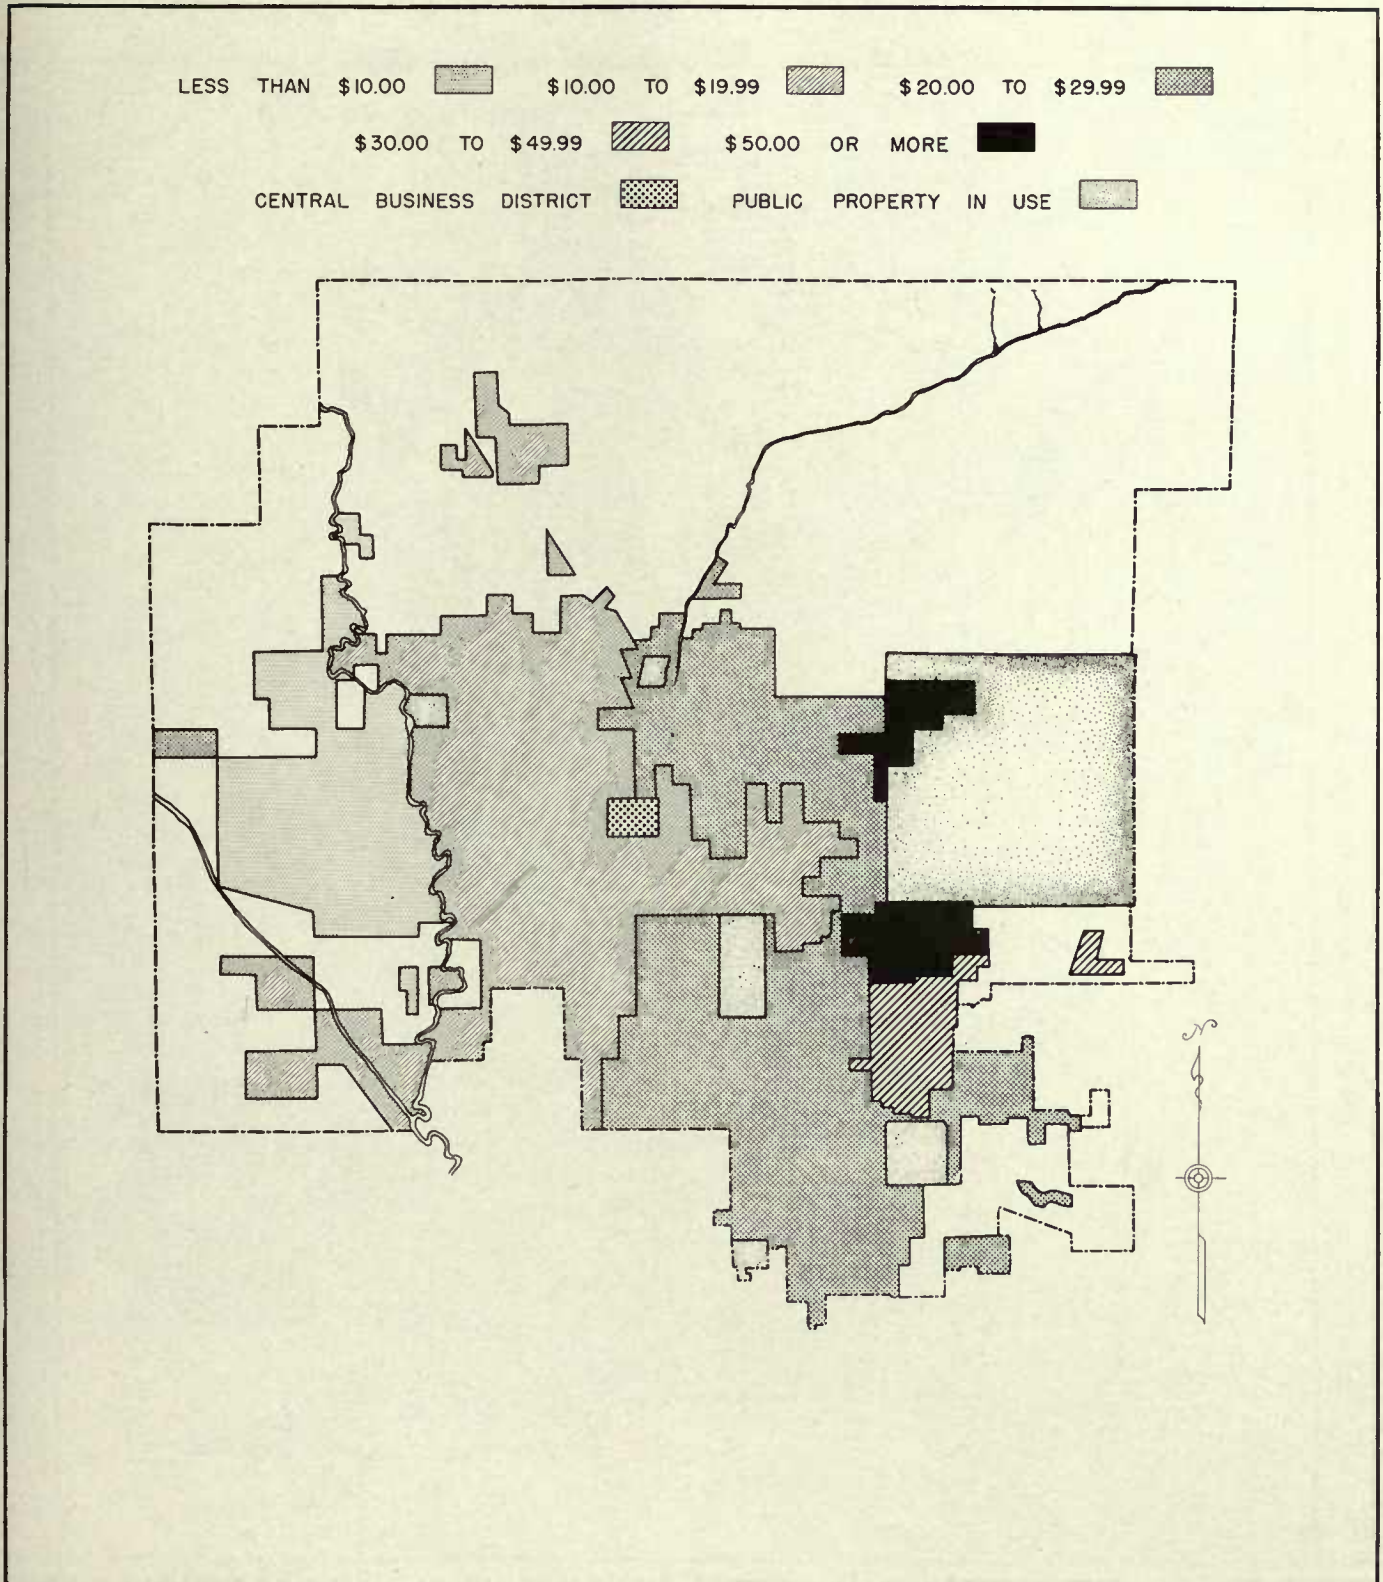 LESS THAN $10.00 $10.00 TO $19.99 $20.00 TO $29.99
$30.00 TO $49.99 $50.00 OR MORE
CENTRAL BUSINESS DISTRICT PUBLIC PROPERTY IN USE
N